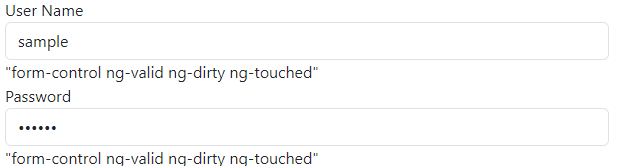 User Name
sample
"form-control ng-valid ng-dirty ng-touched"
Password
••••••
"form-control ng-valid ng-dirty ng-touched"